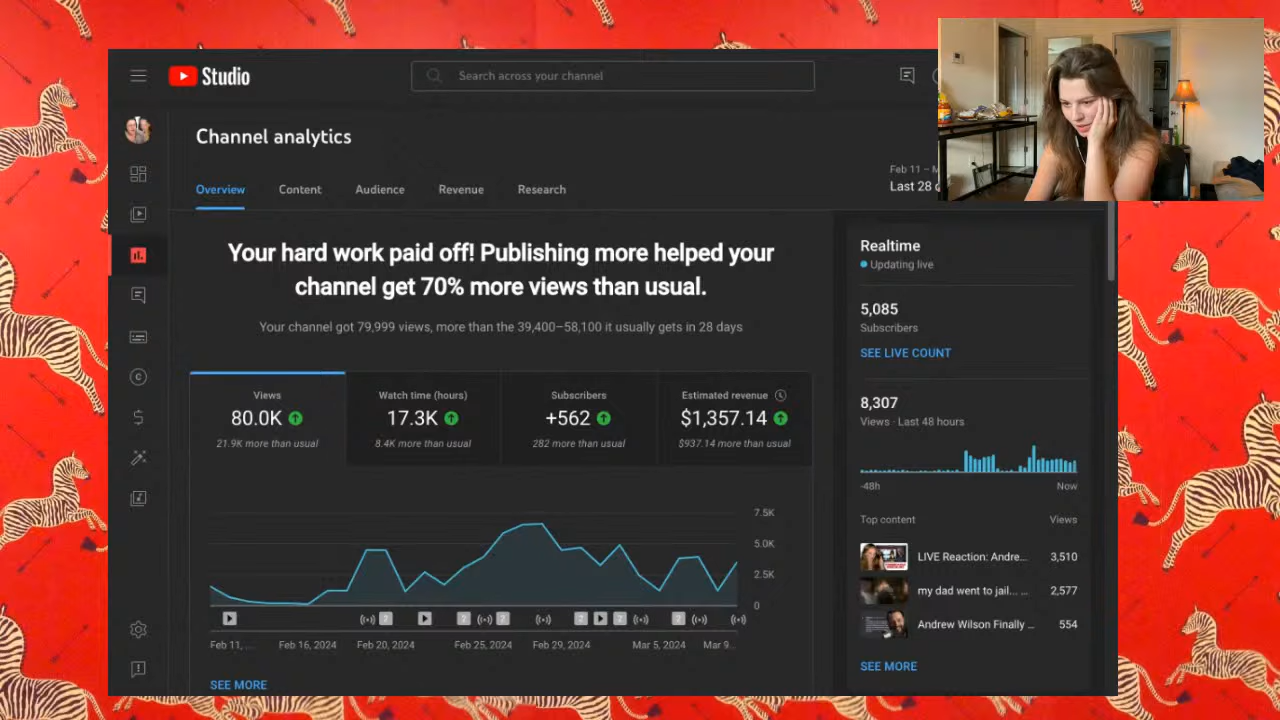 Studio
Search across your channel
Channel analytics
Overview
Content
Audience
Revenue
Research
Feb 11 –
Last 28
Your hard work paid off! Publishing more helped your
channel get 70% more views than usual.
Your channel got 79,999 views, more than the 39,400–58,100 it usually gets in 28 days
Views
80.0K
21.9K more than usual
Watch time (hours)
17.3K
8.4K more than usual
Subscribers
+562
282 more than usual
Estimated revenue
$1,357.14
$937.14 more than usual
7.5K
5.0K
2.5K
0
2
2
2
2
2
2
Feb 11, ...
Feb 16, 2024
Feb 20, 2024
Feb 25, 2024
Feb 29, 2024
Mar 5, 2024
Mar 9...
SEE MORE
Realtime
Updating live
5,085
Subscribers
SEE LIVE COUNT
8,307
Views · Last 48 hours
-48h
Now
Top content
Views
LIVE Reaction: Andre...
3,510
my dad went to jail... ...
2,577
Andrew Wilson Finally ...
554
SEE MORE